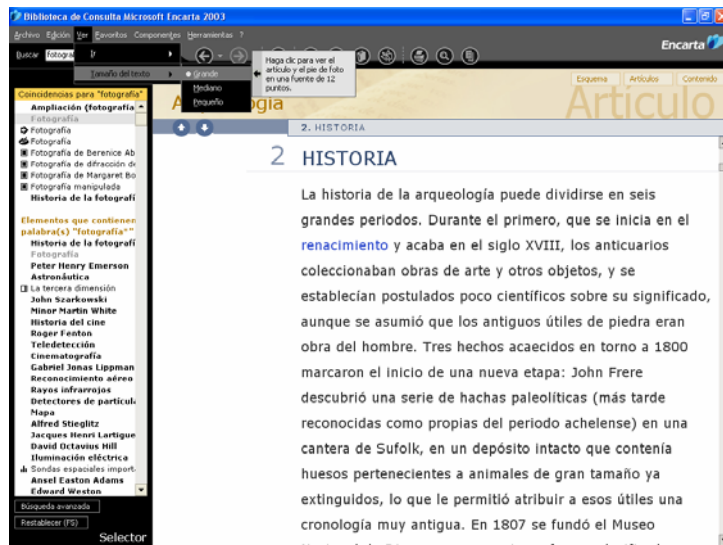 Biblioteca de Consulta Microsoft Encarta 2003
Archivo Edición Ver Favoritos Componentes Herramientas ?
Buscar fotogra
Ir
Encarta
Tamaño del texto
Grande
Mediano
Pequeño
Haga clic para ver el
artículo y el pie de foto
en una fuente de 12
puntos.
Esquema Artículos Contenido
Artículo
Coincidencias para "fotografía"
Ampliación (fotografía
Fotografía
Fotografía
Fotografía
Fotografía de Berenice Ab
Fotografía de difracción de
Fotografía de Margaret Bo
Fotografía manipulada
Historia de la fotografí
Elementos que contienen
palabra(s) "fotografía*"
Historia de la fotografí
Fotografía
Peter Henry Emerson
Astronáutica
La tercera dimensión
John Szarkowski
Minor Martin White
Historia del cine
Roger Fenton
Teledetección
Cinematografía
Gabriel Jonas Lippman
Reconocimiento aéreo
Rayos infrarrojos
Detectores de partícula
Mapa
Alfred Stieglitz
Jacques Henri Lartigue
David Octavius Hill
Iluminación eléctrica
Sondas espaciales import
Ansel Easton Adams
Edward Weston
Búsqueda avanzada
Restablecer (F5)
Selector
2. HISTORIA
2 HISTORIA
La historia de la arqueología puede dividirse en seis
grandes periodos. Durante el primero, que se inicia en el
renacimiento y acaba en el siglo XVIII, los anticuarios
coleccionaban obras de arte y otros objetos, y se
establecían postulados poco científicos sobre su significado,
aunque se asumió que los antiguos útiles de piedra eran
obra del hombre. Tres hechos acaecidos en torno a 1800
marcaron el inicio de una nueva etapa: John Frere
descubrió una serie de hachas paleolíticas (más tarde
reconocidas como propias del periodo achelense) en una
cantera de Sufolk, en un depósito intacto que contenía
huesos pertenecientes a animales de gran tamaño ya
extinguidos, lo que le permitió atribuir a esos útiles una
cronología muy antigua. En 1807 se fundó el Museo